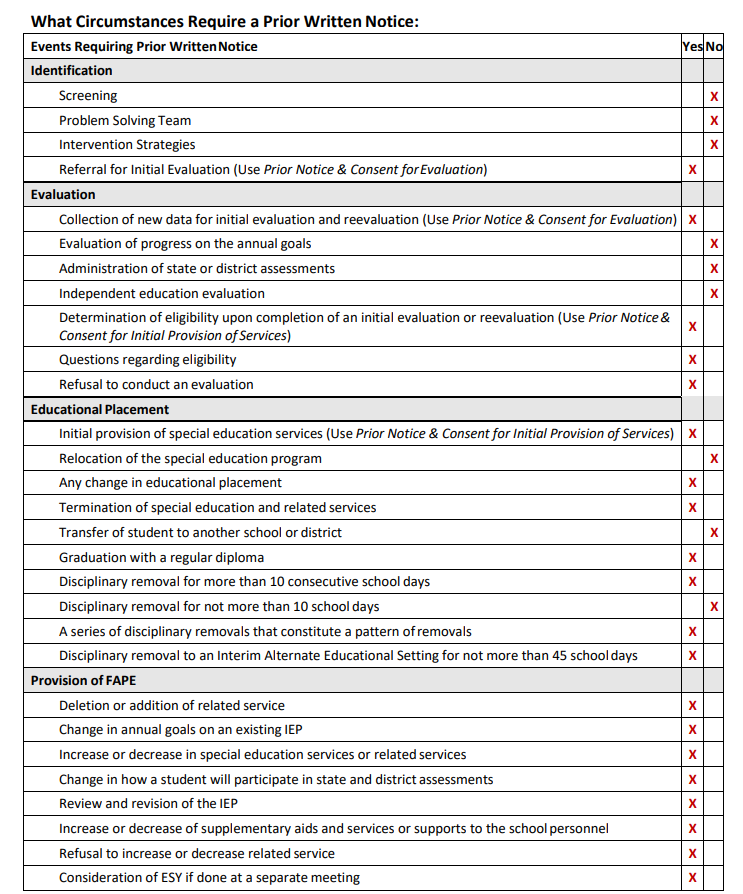 What Circumstances Require a Prior Written Notice:
Events Requiring Prior Written Notice Yes No
Identification
Screening X
Problem Solving Team X
Intervention Strategies X
Referral for Initial Evaluation (Use Prior Notice & Consent for Evaluation) X
Evaluation
Collection of new data for initial evaluation and reevaluation (Use Prior Notice & Consent for Evaluation) X
Evaluation of progress on the annual goals X
Administration of state or district assessments X
Independent education evaluation X
Determination of eligibility upon completion of an initial evaluation or reevaluation (Use Prior Notice &
Consent for Initial Provision of Services) X
Questions regarding eligibility X
Refusal to conduct an evaluation X
Educational Placement
Initial provision of special education services (Use Prior Notice & Consent for Initial Provision of Services) X
Relocation of the special education program X
Any change in educational placement X
Termination of special education and related services X
Transfer of student to another school or district X
Graduation with a regular diploma X
Disciplinary removal for more than 10 consecutive school days X
Disciplinary removal for not more than 10 school days X
A series of disciplinary removals that constitute a pattern of removals X
Disciplinary removal to an Interim Alternate Educational Setting for not more than 45 school days X
Provision of FAPE
Deletion or addition of related service X
Change in annual goals on an existing IEP X
Increase or decrease in special education services or related services X
Change in how a student will participate in state and district assessments X
Review and revision of the IEP X
Increase or decrease of supplementary aids and services or supports to the school personnel X
Refusal to increase or decrease related service X
Consideration of ESY if done at a separate meeting X